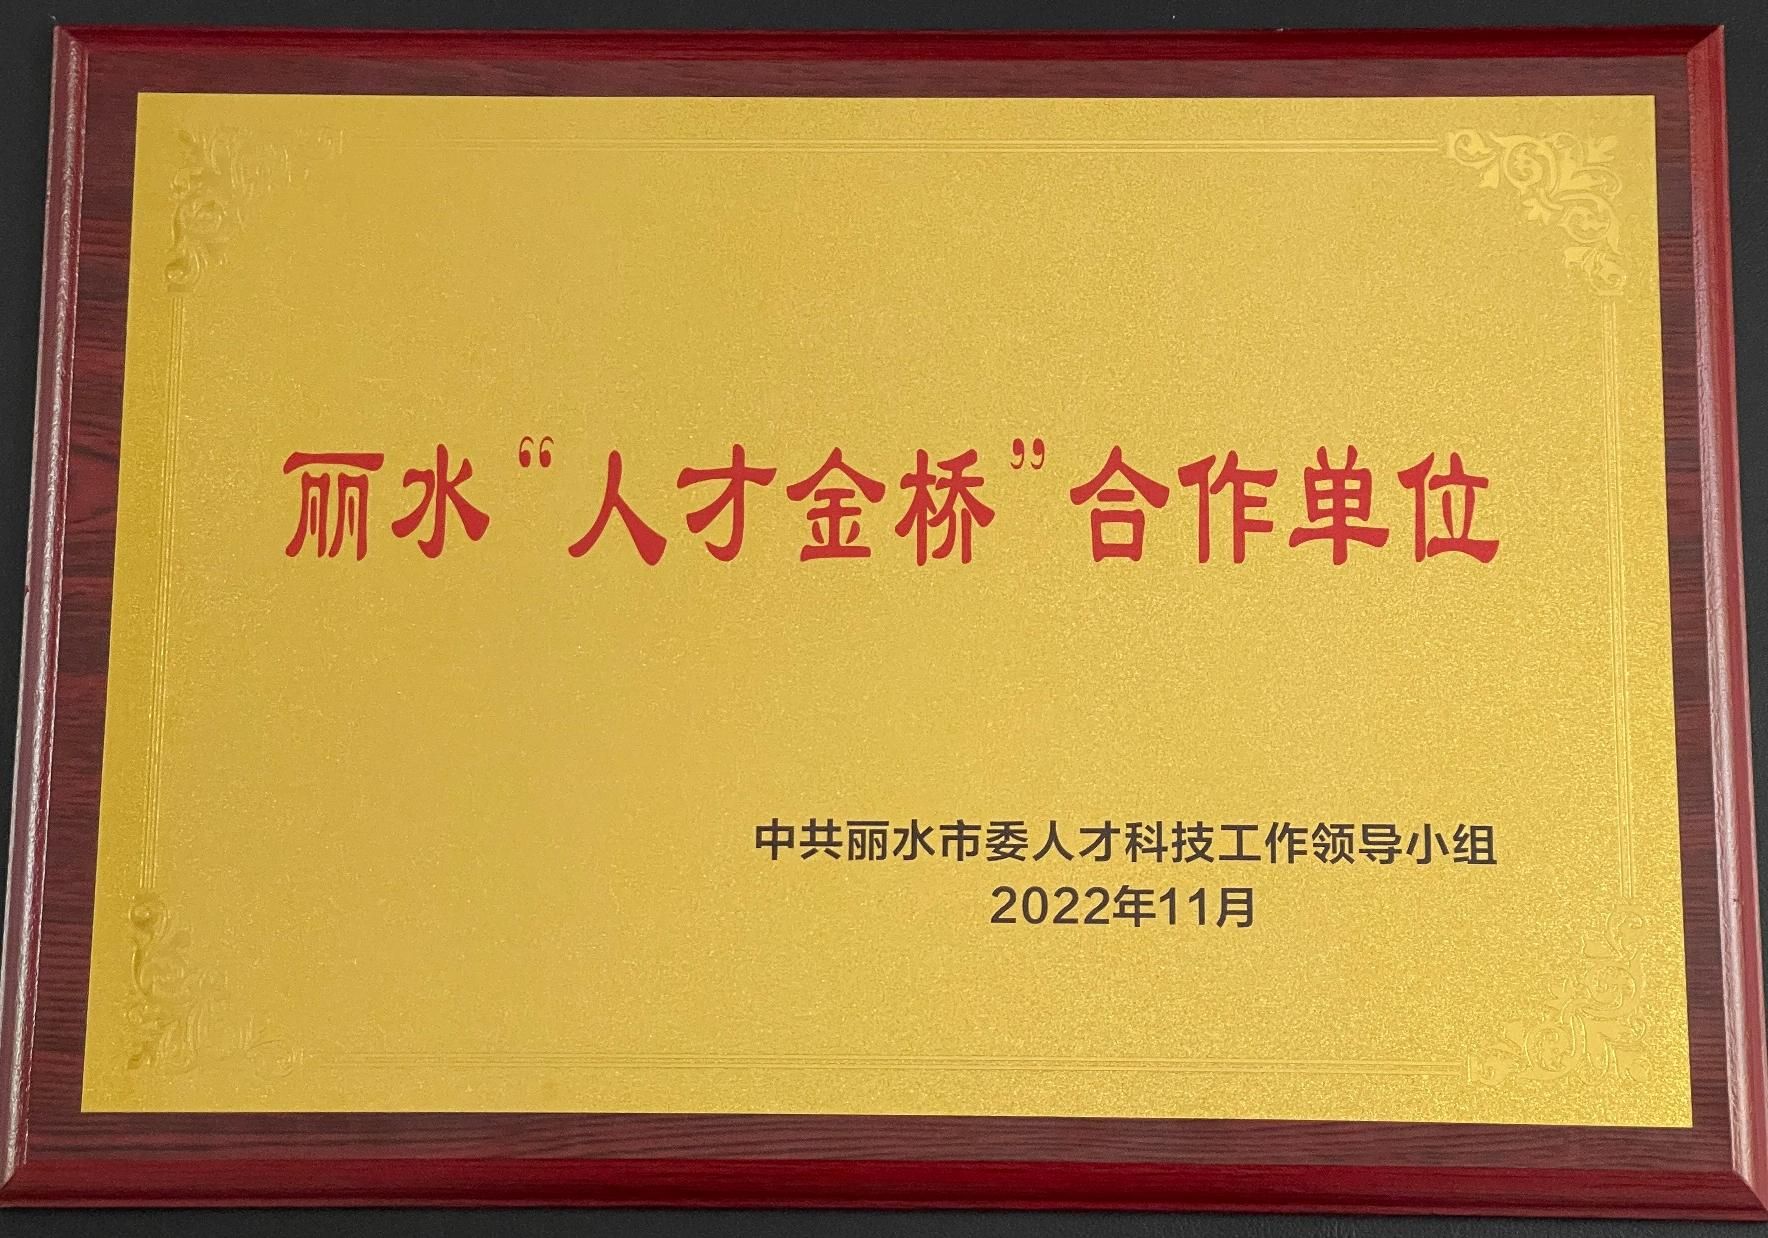 丽水“人才金桥”合作单位
中共丽水市委人才科技工作领导小组
2022年11月